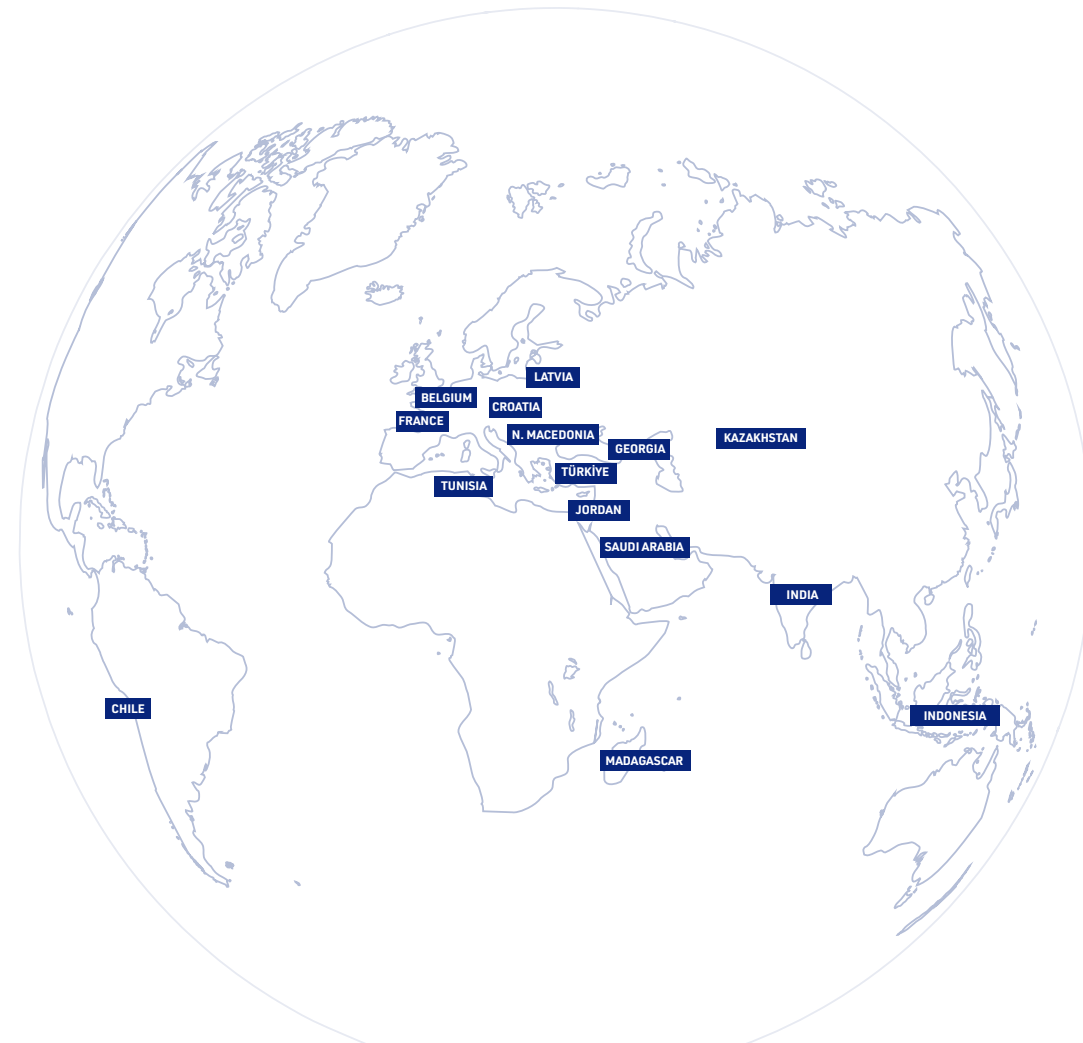 LATVIA
BELGIUM
CROATIA
FRANCE
N. MACEDONIA
KAZAKHSTAN
GEORGIA
TÜRKİYE
TUNISIA
JORDAN
SAUDI ARABIA
INDIA
CHILE
INDONESIA
MADAGASCAR